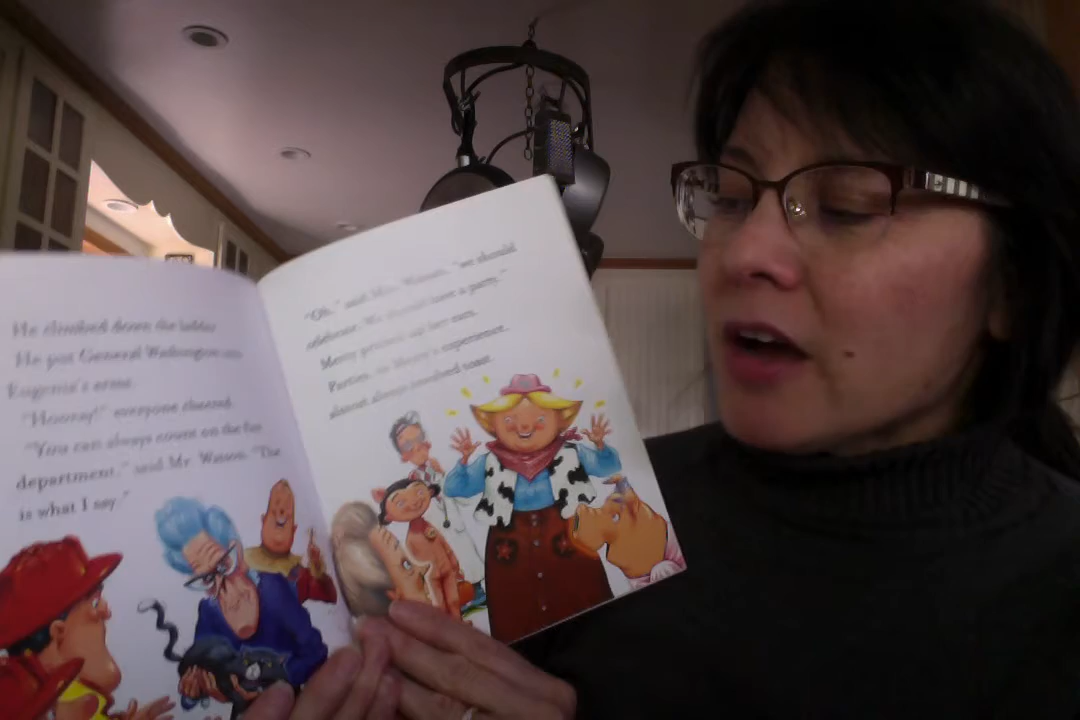 He climbed down the ladder.
He put General Washington into
Eugenia's arms.
"Hooray!" everyone cheered.
"You can always count on the fire
department," said Mr. Watson. "That
is what I say."
"Oh," said Mrs. Watson, "we should
celebrate. We should have a party."
Mercy pricked up her ears.
Parties, in Mercy's experience,
almost always involved toast.